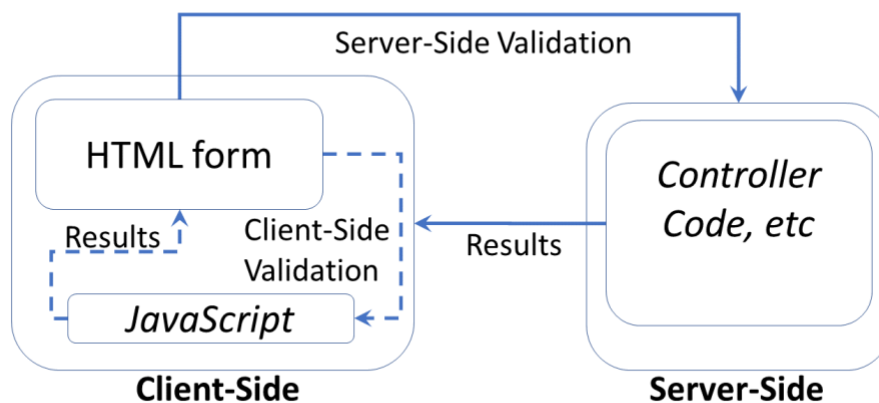 Server-Side Validation
HTML form
Controller
Code, etc
Results
Client-Side
Validation
Results
JavaScript
Client-Side
Server-Side